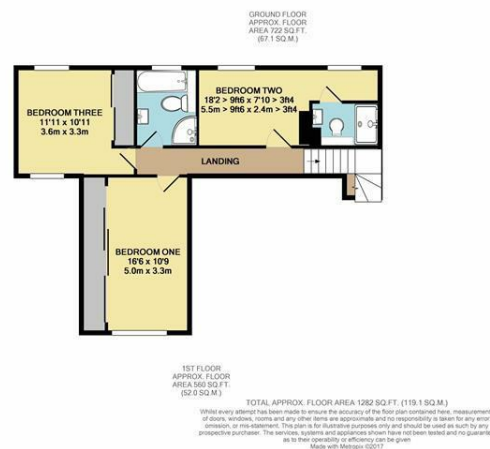 GROUND FLOOR
APPROX. FLOOR
AREA 722 SQ.FT.
(67.1 SQ.M.)
BEDROOM THREE
11'11 x 10'11
3.6m x 3.3m
BEDROOM TWO
18'2 > 9ft6 x 7'10 > 3ft4
5.5m > 9ft6 x 2.4m > 3ft4
LANDING
BEDROOM ONE
16'6 x 10'9
5.0m x 3.3m
1ST FLOOR
APPROX. FLOOR
AREA 560 SQ.FT.
(52.0 SQ.M.)
TOTAL APPROX. FLOOR AREA 1282 SQ.FT. (119.1 SQ.M.)
Whilst every attempt has been made to ensure the accuracy of the floor plan contained here, measurement
of doors, windows, rooms and any other items are approximate and no responsibility is taken for any error
omission, or mis-statement. This plan is for illustrative purposes only and should be used as such by any
prospective purchaser. The services, systems and appliances shown have not been tested and no guarante
as to their operability or efficiency can be given
Made with Metropix ©2017